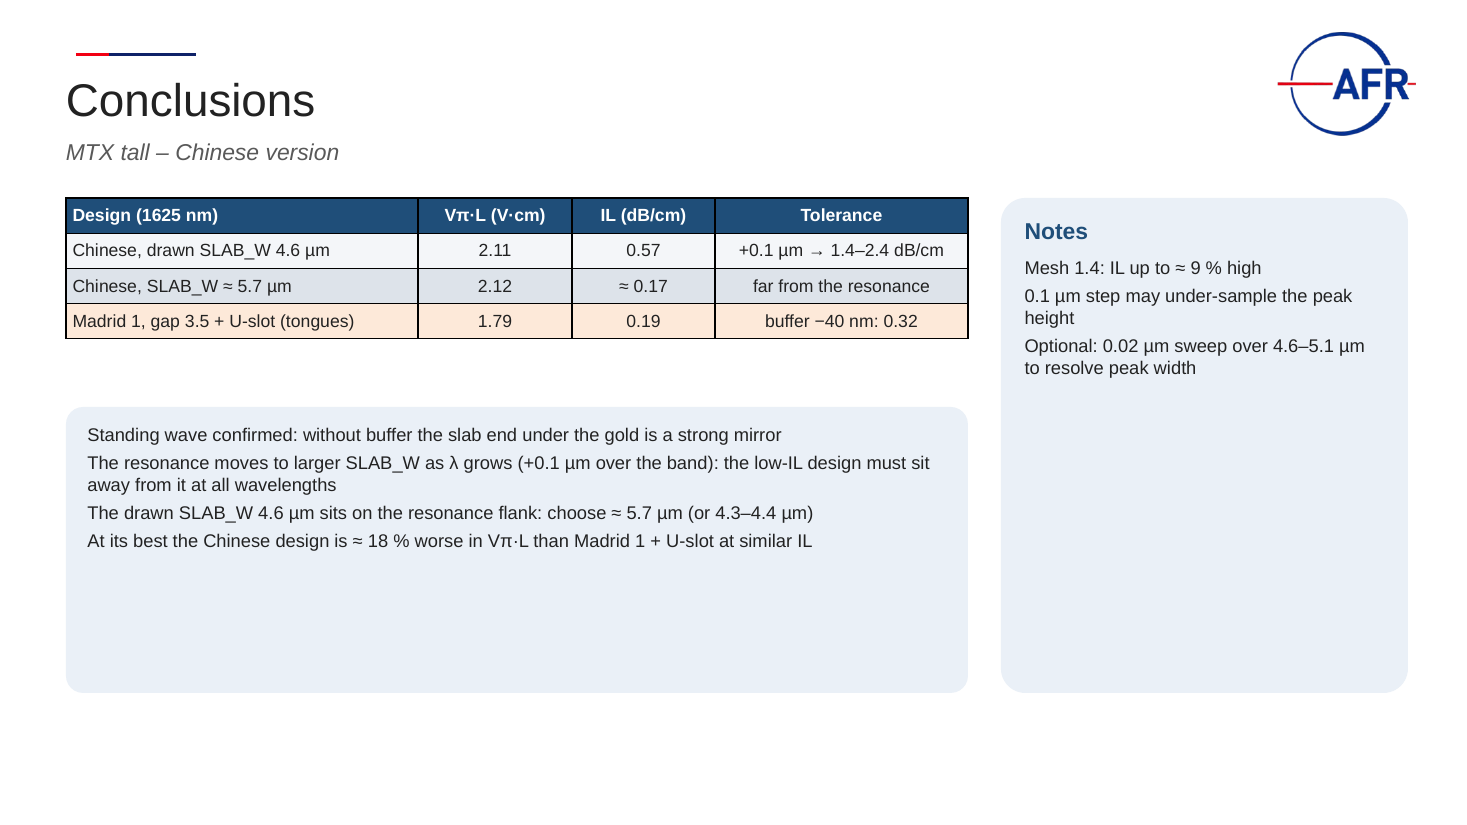 Conclusions
AFR
MTX tall – Chinese version
Design (1625 nm) Vπ·L (V·cm) IL (dB/cm) Tolerance
Chinese, drawn SLAB_W 4.6 µm 2.11 0.57 +0.1 µm → 1.4–2.4 dB/cm
Chinese, SLAB_W ≈ 5.7 µm 2.12 ≈ 0.17 far from the resonance
Madrid 1, gap 3.5 + U-slot (tongues) 1.79 0.19 buffer −40 nm: 0.32
Standing wave confirmed: without buffer the slab end under the gold is a strong mirror
The resonance moves to larger SLAB_W as λ grows (+0.1 µm over the band): the low-IL design must sit
away from it at all wavelengths
The drawn SLAB_W 4.6 µm sits on the resonance flank: choose ≈ 5.7 µm (or 4.3–4.4 µm)
At its best the Chinese design is ≈ 18 % worse in Vπ·L than Madrid 1 + U-slot at similar IL
Notes
Mesh 1.4: IL up to ≈ 9 % high
0.1 µm step may under-sample the peak
height
Optional: 0.02 µm sweep over 4.6–5.1 µm
to resolve peak width